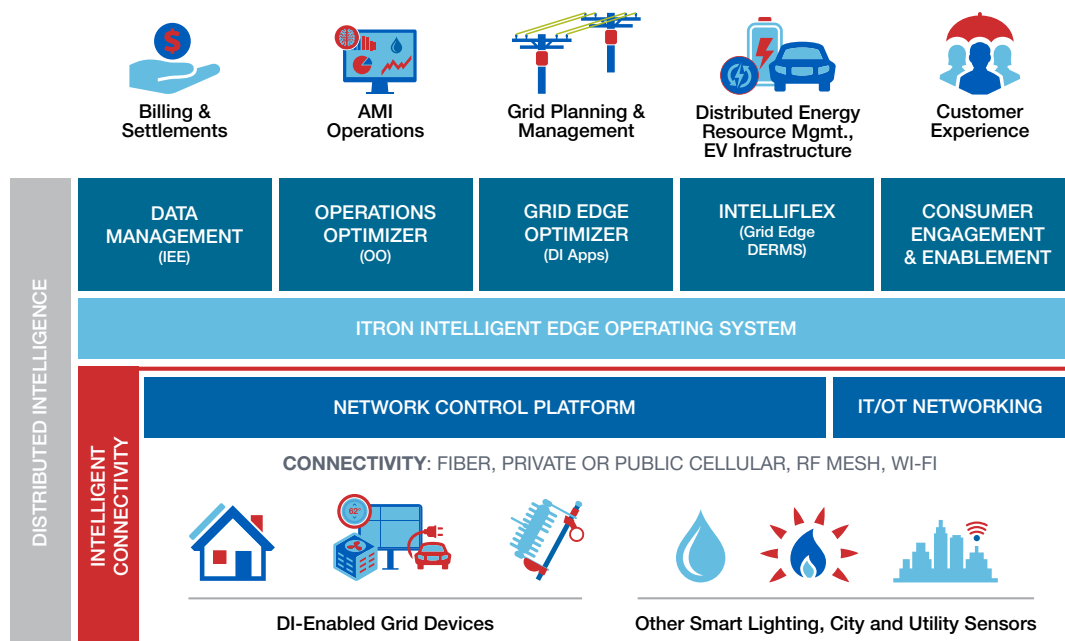 $
Billing &
Settlements
AMI
Operations
Grid Planning &
Management
Distributed Energy
Resource Mgmt.,
EV Infrastructure
Customer
Experience
DISTRIBUTED INTELLIGENCE
DATA
MANAGEMENT
(IEE)
OPERATIONS
OPTIMIZER
(OO)
GRID EDGE
OPTIMIZER
(DI Apps)
INTELLIFLEX
(Grid Edge
DERMS)
CONSUMER
ENGAGEMENT
& ENABLEMENT
ITRON INTELLIGENT EDGE OPERATING SYSTEM
INTELLIGENT
CONNECTIVITY
NETWORK CONTROL PLATFORM
IT/OT NETWORKING
CONNECTIVITY: FIBER, PRIVATE OR PUBLIC CELLULAR, RF MESH, WI-FI
62°
DI-Enabled Grid Devices
Other Smart Lighting, City and Utility Sensors